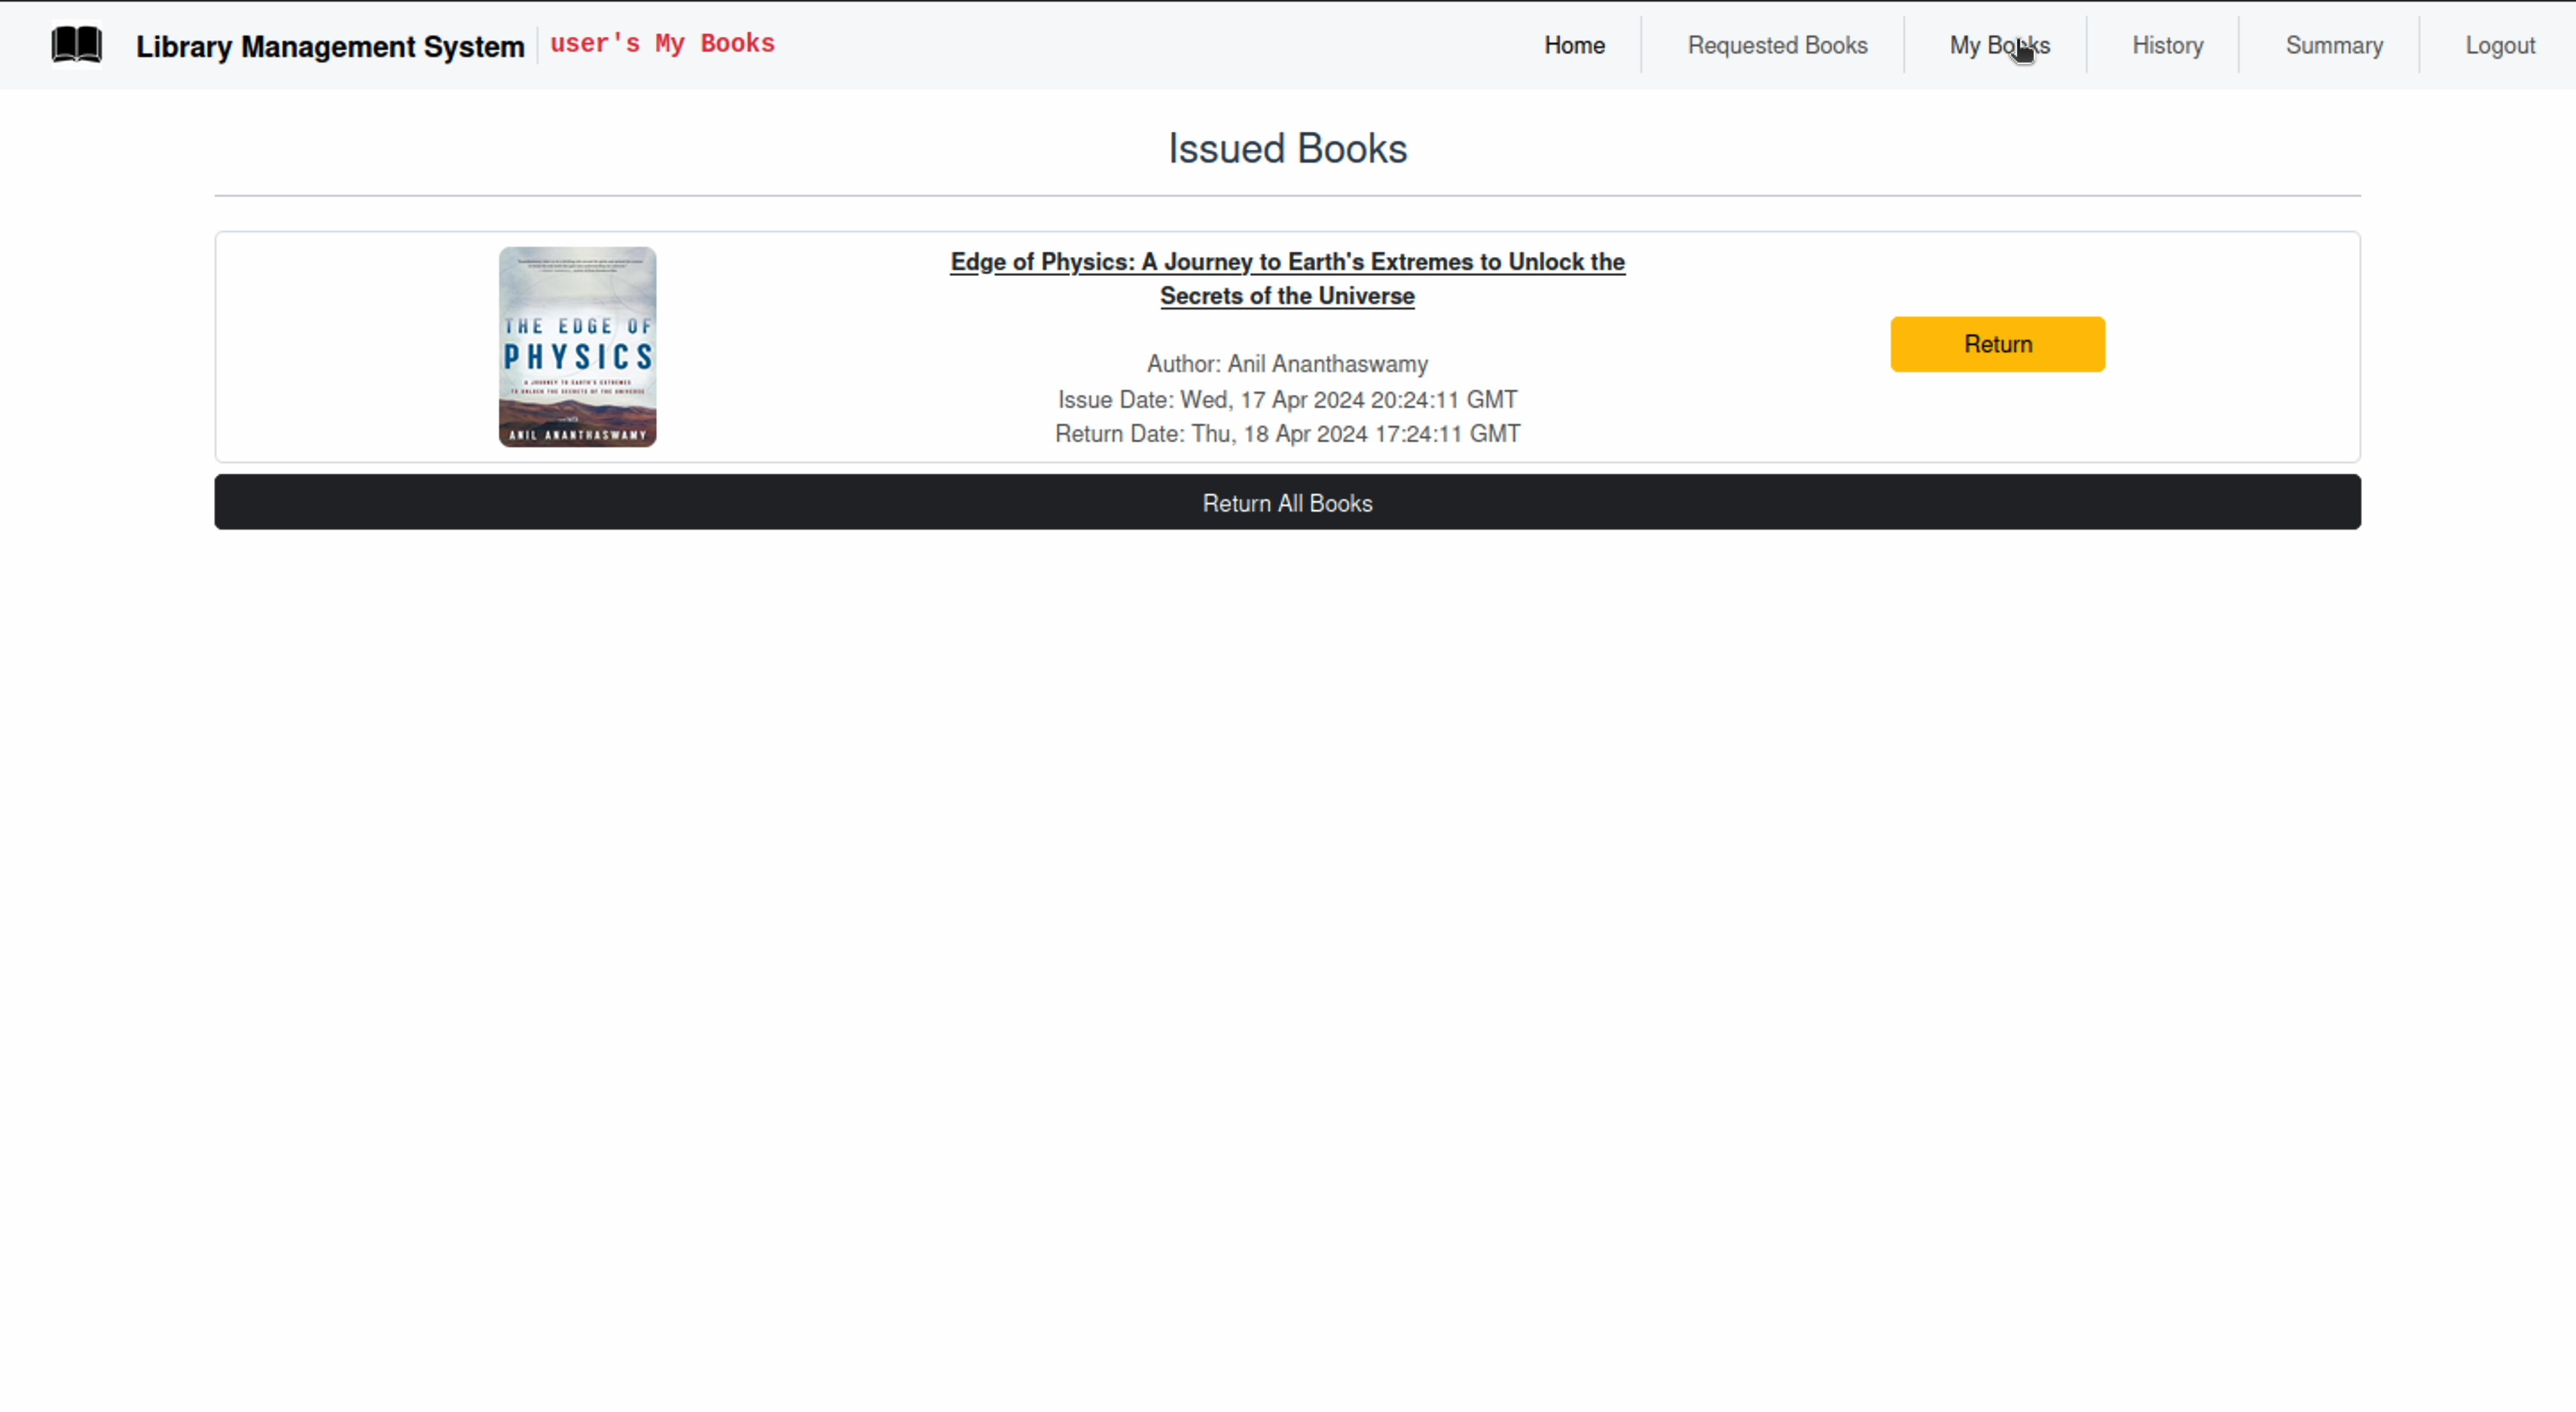 Library Management System
user's My Books
Home
Requested Books
My Books
History
Summary
Logout
Issued Books
THE EDGE OF
PHYSICS
A JOURNEY TO EARTH'S EXTREMES
TO UNLOCK THE SECRETS OF THE UNIVERSE
ANIL ANANTHASWAMY
Edge of Physics: A Journey to Earth's Extremes to Unlock the
Secrets of the Universe
Author: Anil Ananthaswamy
Issue Date: Wed, 17 Apr 2024 20:24:11 GMT
Return Date: Thu, 18 Apr 2024 17:24:11 GMT
Return
Return All Books